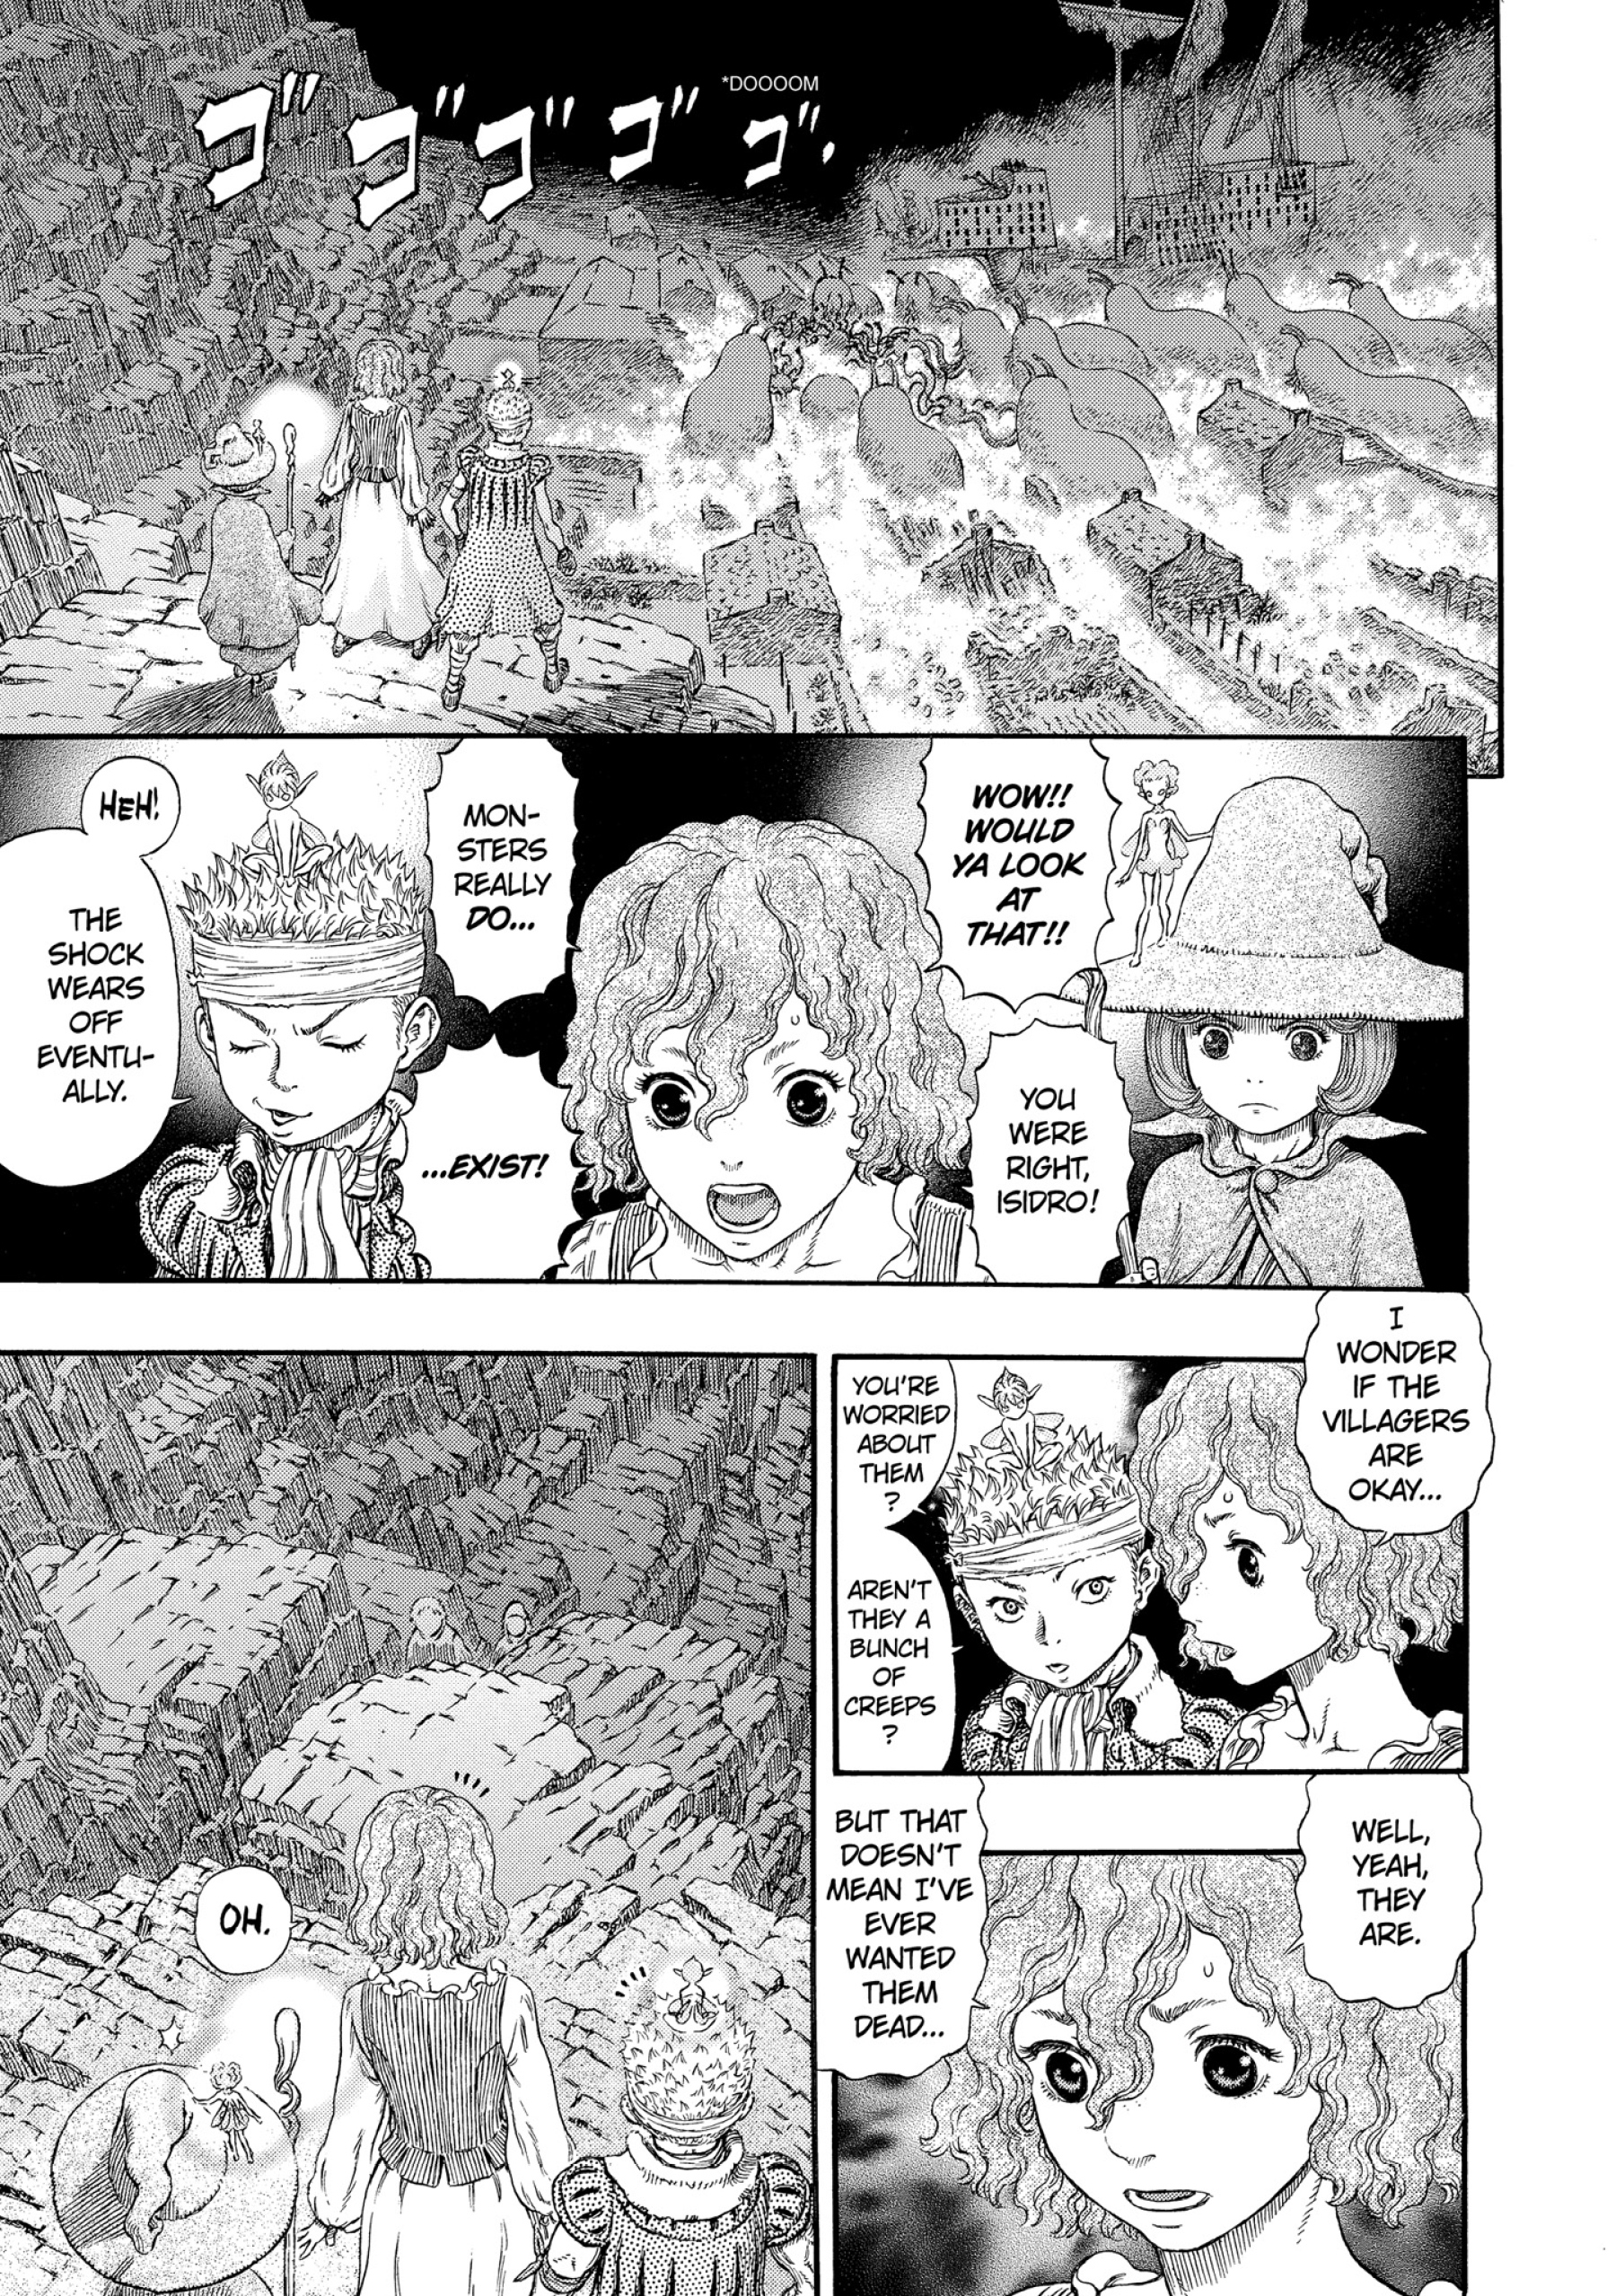 *DOOOOM
ゴゴゴゴゴ
WOW!!
WOULD
YA LOOK
AT
THAT!!
YOU
WERE
RIGHT,
ISIDRO!
MON-
STERS
REALLY
DO...
...EXIST!
HEH!
THE
SHOCK
WEARS
OFF
EVENTU-
ALLY.
I
WONDER
IF THE
VILLAGERS
ARE
OKAY...
YOU'RE
WORRIED
ABOUT
THEM
?
AREN'T
THEY A
BUNCH
OF
CREEPS
?
WELL,
YEAH,
THEY
ARE.
BUT THAT
DOESN'T
MEAN I'VE
EVER
WANTED
THEM
DEAD...
OH.